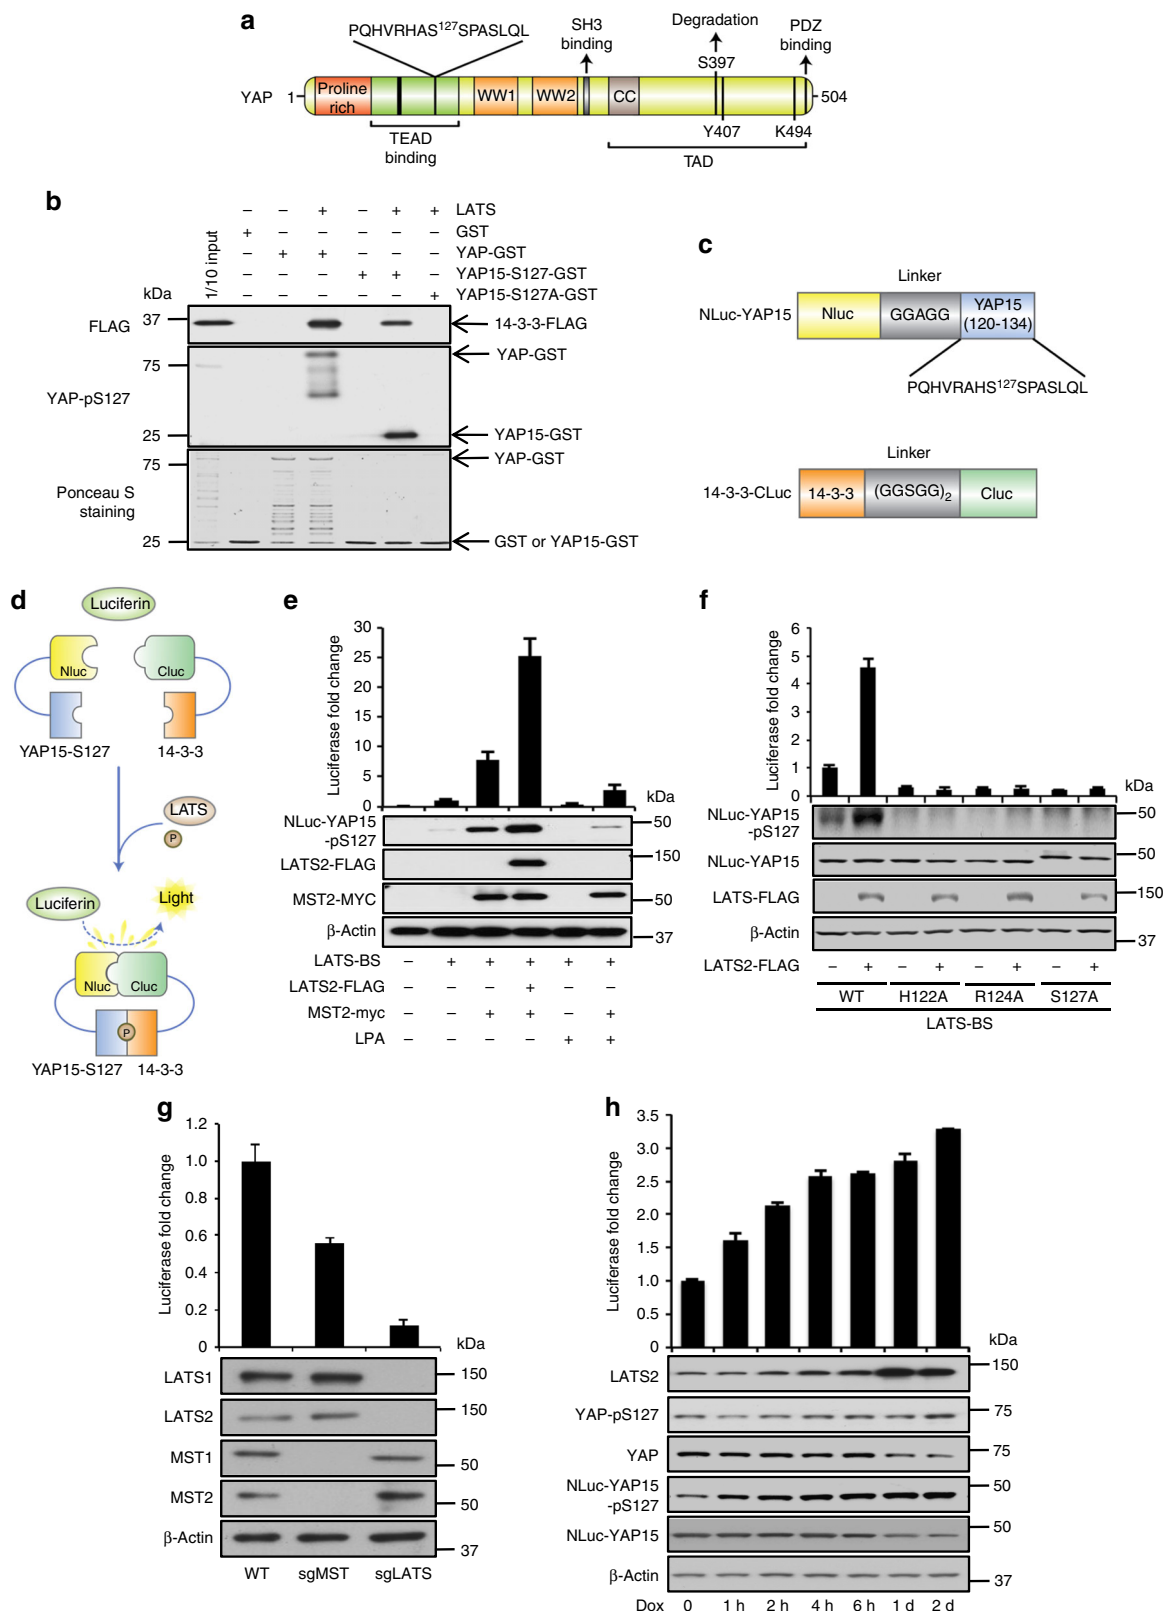 a
PQHVRHAS127SPASLQL
SH3
binding
Degradation
S397
PDZ
binding
YAP 1
Proline
rich
WW1
WW2
CC
504
TEAD
binding
Y407
K494
TAD
b
1/10 input
– – + – + + LATS
+ – – – – – GST
– + + – – – YAP-GST
– – – + + – YAP15-S127-GST
– – – – – + YAP15-S127A-GST
kDa
FLAG
37
14-3-3-FLAG
YAP-pS127
75
25
YAP-GST
YAP15-GST
Ponceau S
staining
75
25
YAP-GST
GST or YAP15-GST
c
Linker
NLuc-YAP15
Nluc
GGAGG
YAP15
(120-134)
PQHVRAHS127SPASLQL
Linker
14-3-3-CLuc
14-3-3
(GGSGG)2
Cluc
d
Luciferin
Nluc
Cluc
YAP15-S127
14-3-3
LATS
P
Luciferin
Light
Nluc
Cluc
P
YAP15-S127 14-3-3
e
Luciferase fold change
30
25
20
15
10
5
0
kDa
NLuc-YAP15
-pS127
50
LATS2-FLAG
150
MST2-MYC
50
β-Actin
37
LATS-BS – + + + + +
LATS2-FLAG – – – + – –
MST2-myc – – + + – +
LPA – – – – + +
f
Luciferase fold change
6
5
4
3
2
1
0
kDa
NLuc-YAP15
-pS127
50
NLuc-YAP15
50
LATS-FLAG
150
β-Actin
37
LATS2-FLAG – + – + – + – +
WT H122A R124A S127A
LATS-BS
g
Luciferase fold change
1.2
1.0
0.8
0.6
0.4
0.2
0
kDa
LATS1
150
LATS2
150
MST1
50
MST2
50
β-Actin
37
WT sgMST sgLATS
h
Luciferase fold change
3.5
3.0
2.5
2.0
1.5
1.0
0.5
0
kDa
LATS2
150
YAP-pS127
75
YAP
75
NLuc-YAP15
-pS127
50
NLuc-YAP15
50
β-Actin
37
Dox 0 1 h 2 h 4 h 6 h 1 d 2 d